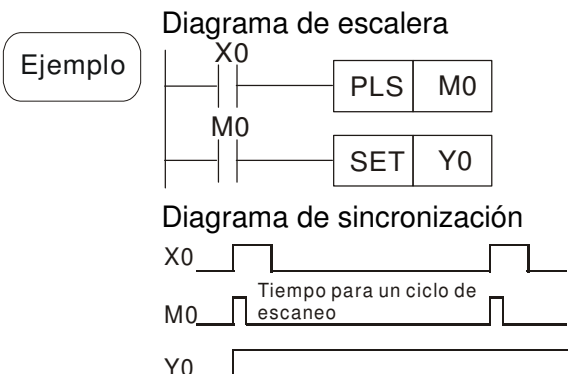 Diagrama de escalera
Ejemplo
X0
PLS M0
M0
SET Y0
Diagrama de sincronización
X0
Tiempo para un ciclo de
M0 escaneo
Y0